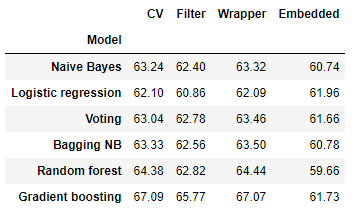 CV Filter Wrapper Embedded
Model
Naive Bayes 63.24 62.40 63.32 60.74
Logistic regression 62.10 60.86 62.09 61.96
Voting 63.04 62.78 63.46 61.66
Bagging NB 63.33 62.56 63.50 60.78
Random forest 64.38 62.82 64.44 59.66
Gradient boosting 67.09 65.77 67.07 61.73